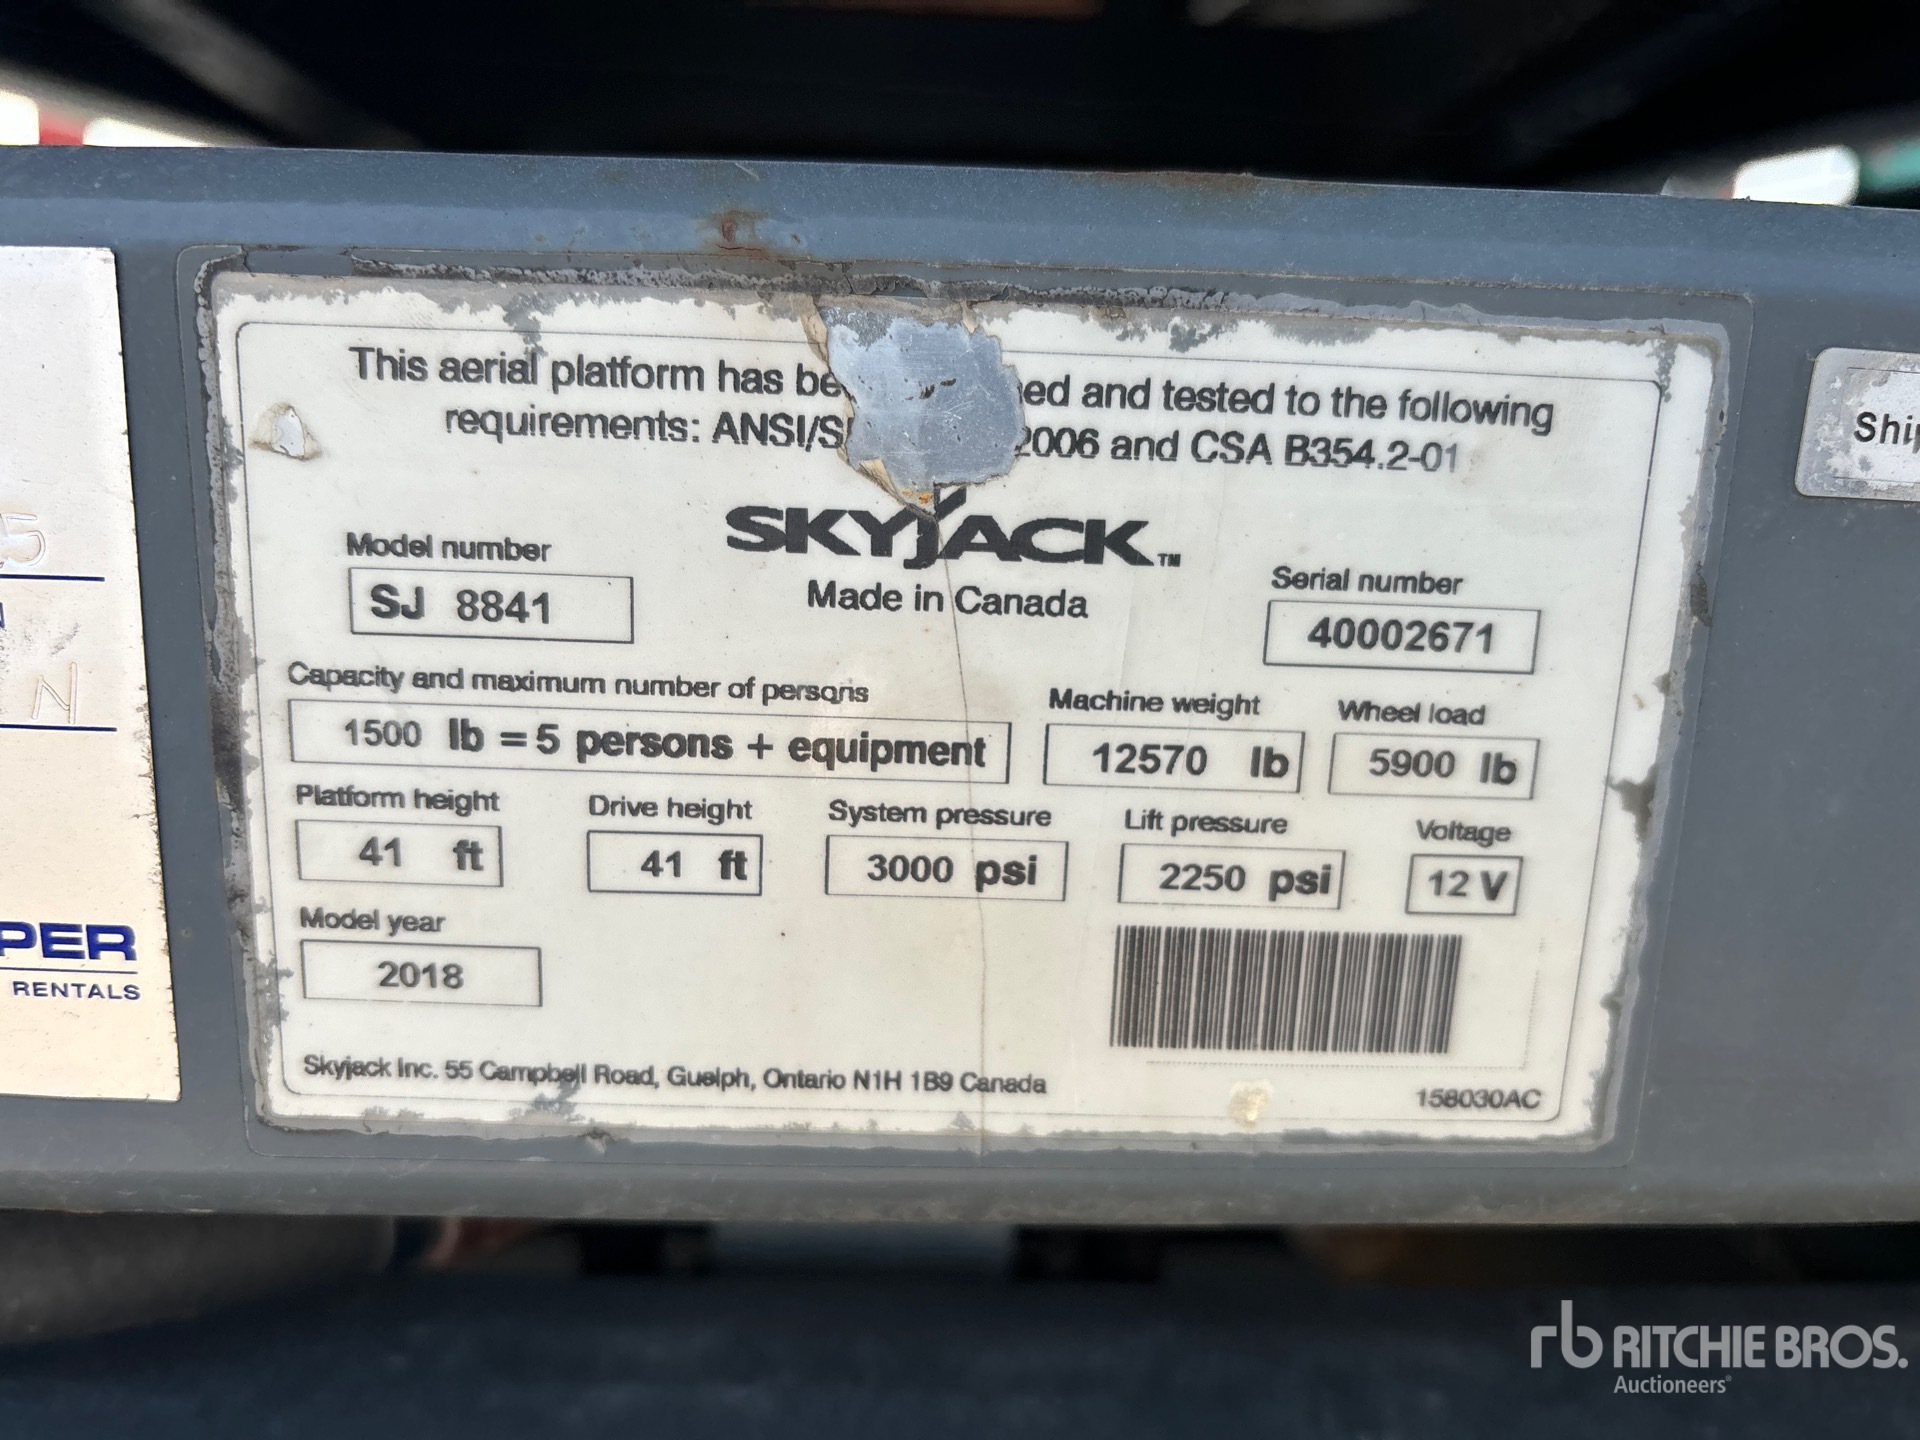 This aerial platform has be ed and tested to the following
requirements: ANSI/S 2006 and CSA B354.2-01
SKYJACK™
Made in Canada
Model number
SJ 8841
Serial number
40002671
Capacity and maximum number of persons
1500 lb = 5 persons + equipment
Machine weight
12570 lb
Wheel load
5900 lb
Platform height
41 ft
Drive height
41 ft
System pressure
3000 psi
Lift pressure
2250 psi
Voltage
12 V
Model year
2018
Skyjack Inc. 55 Campbell Road, Guelph, Ontario N1H 1B9 Canada
158030AC
5
N
PER
RENTALS
Ship
rb RITCHIE BROS.
Auctioneers®